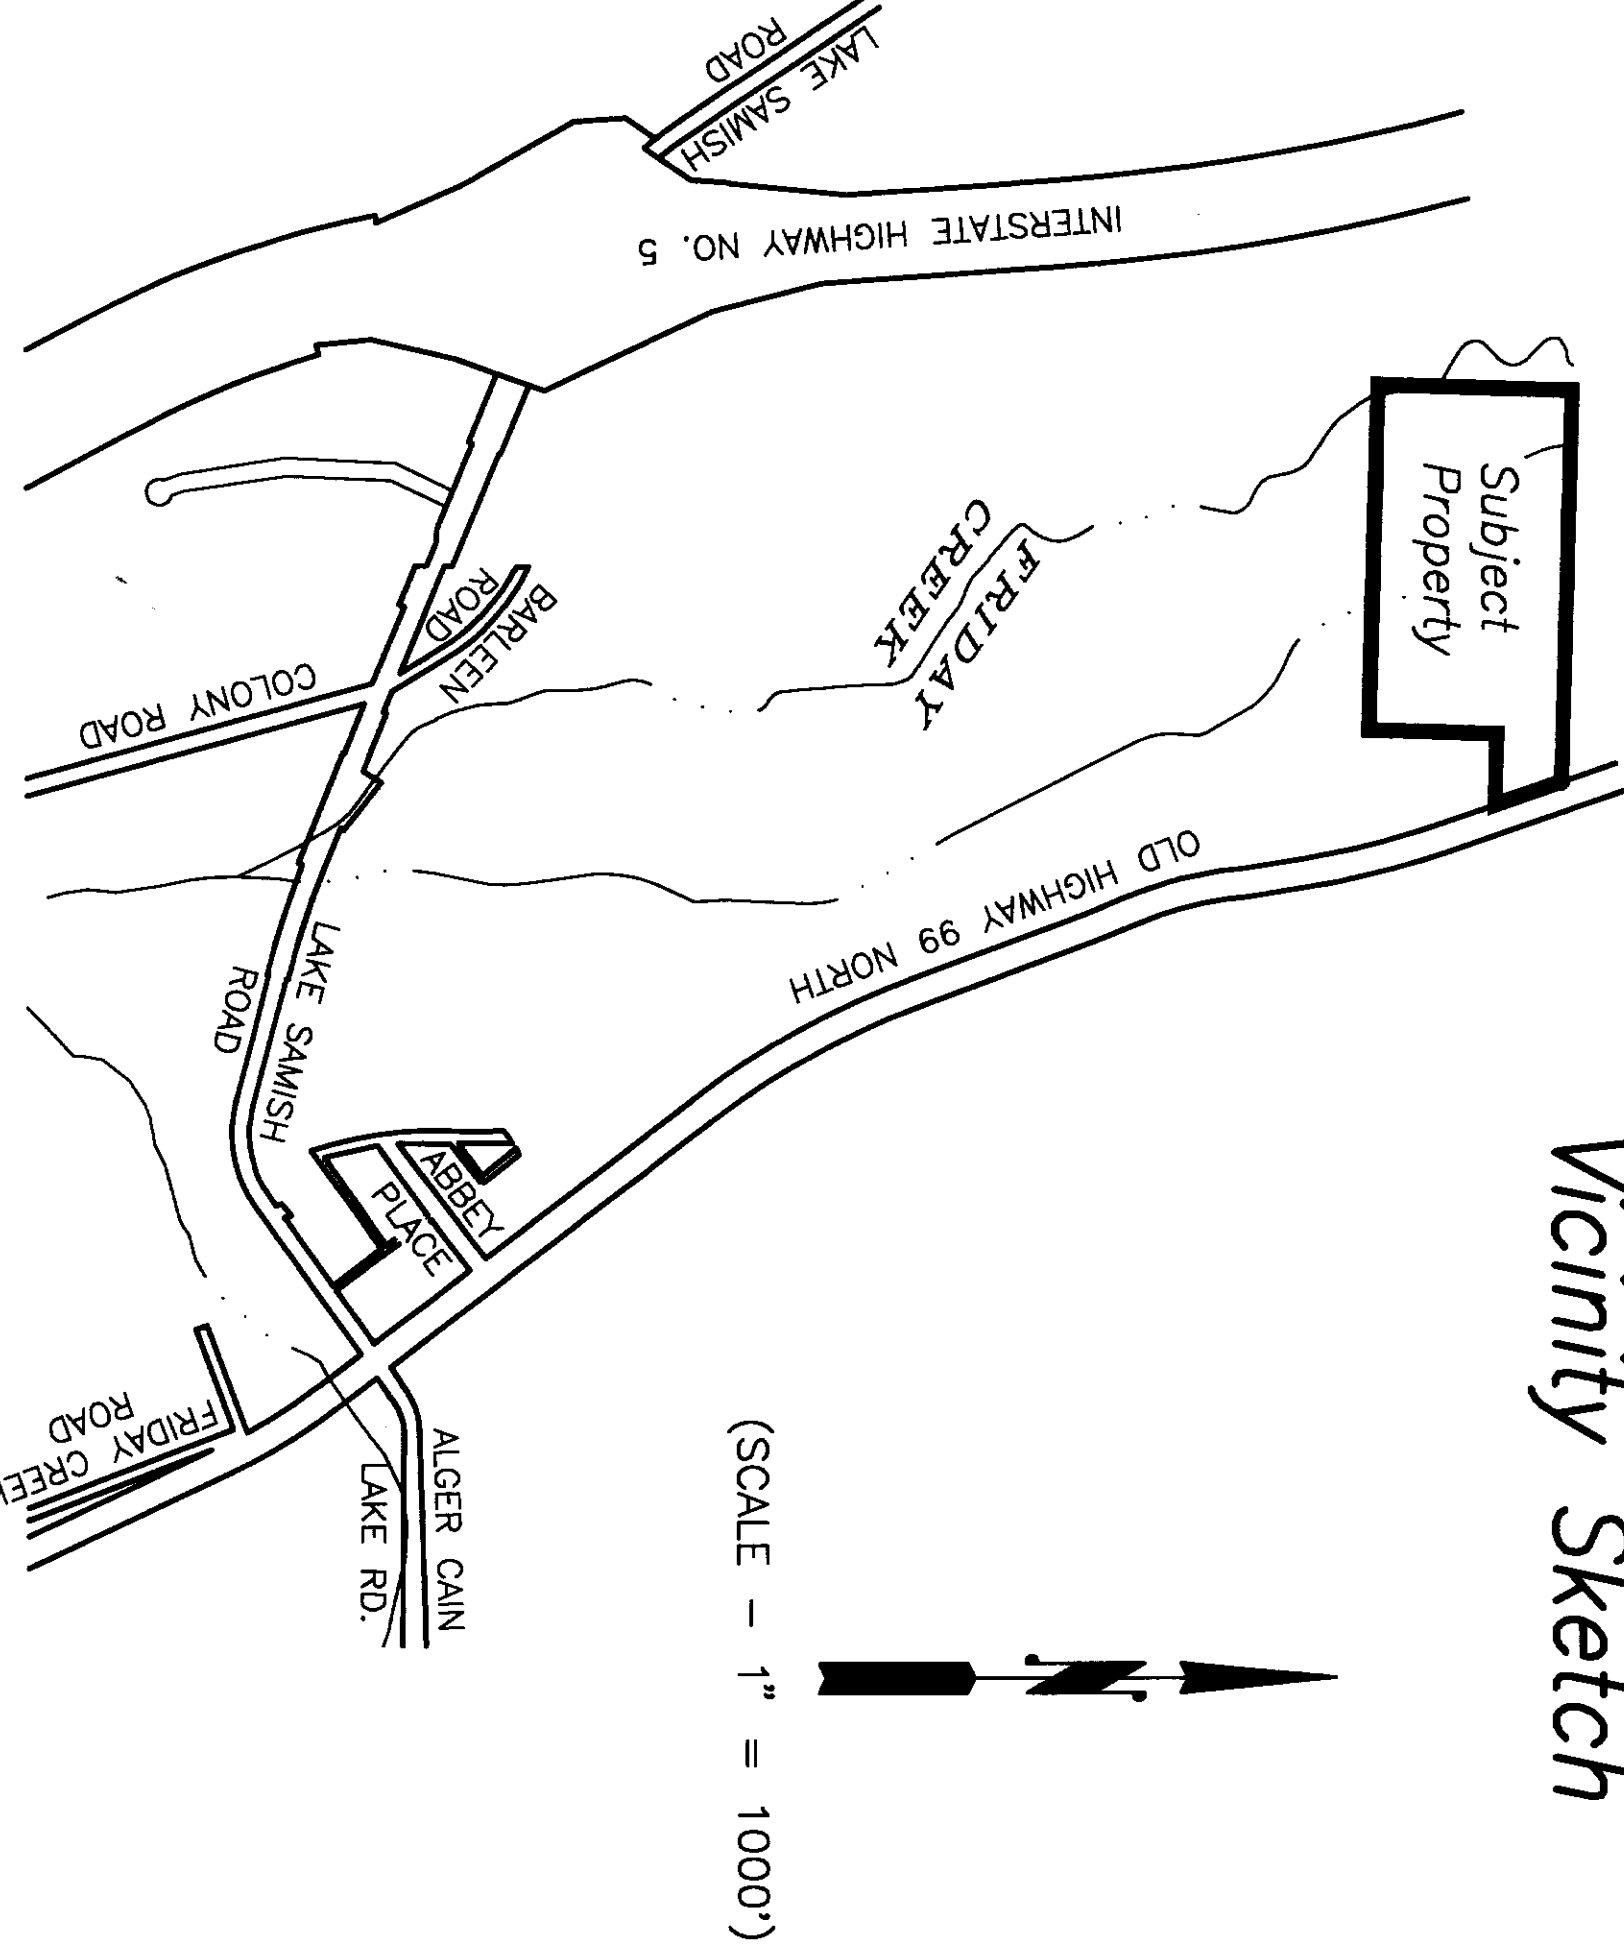 Vicinity Sketch
Subject
Property
INTERSTATE HIGHWAY NO. 5
LAKE SAMISH
ROAD
FRIDAY
CREEK
OLD HIGHWAY 99 NORTH
BARLEEN
ROAD
COLONY ROAD
LAKE SAMISH
ROAD
ABBEY
PLACE
ALGER CAIN
LAKE RD.
FRIDAY CREEK
ROAD
(SCALE - 1" = 1000')